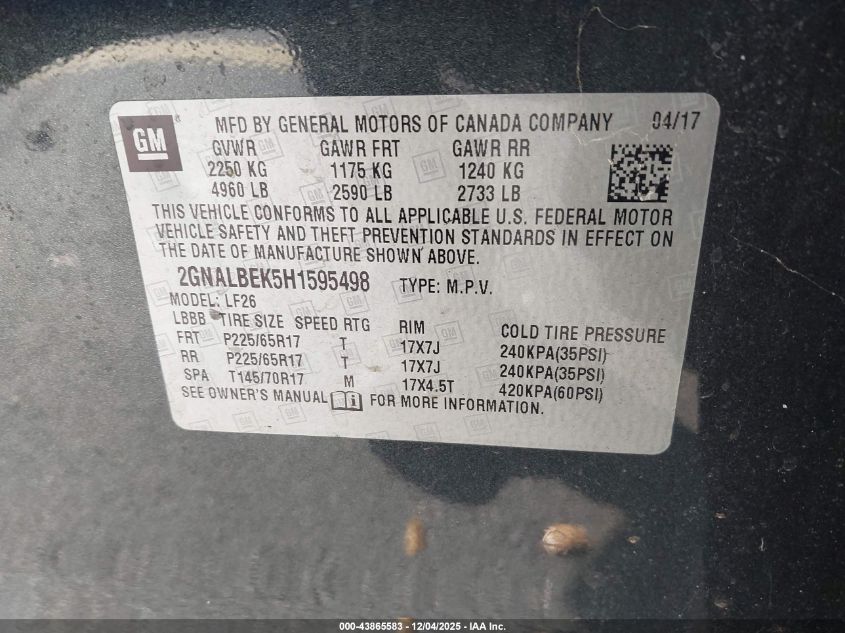 GM
MFD BY GENERAL MOTORS OF CANADA COMPANY 04/17
GVWR GAWR FRT GAWR RR
2250 KG 1175 KG 1240 KG
4960 LB 2590 LB 2733 LB
THIS VEHICLE CONFORMS TO ALL APPLICABLE U.S. FEDERAL MOTOR
VEHICLE SAFETY AND THEFT PREVENTION STANDARDS IN EFFECT ON
THE DATE OF MANUFACTURE SHOWN ABOVE.
2GNALBEK5H1595498 TYPE: M.P.V.
MODEL: LF26
LBBB TIRE SIZE SPEED RTG RIM COLD TIRE PRESSURE
FRT P225/65R17 T 17X7J 240KPA(35PSI)
RR P225/65R17 T 17X7J 240KPA(35PSI)
SPA T145/70R17 M 17X4.5T 420KPA(60PSI)
SEE OWNER'S MANUAL FOR MORE INFORMATION.
000-43865583 - 12/04/2025 - IAA Inc.